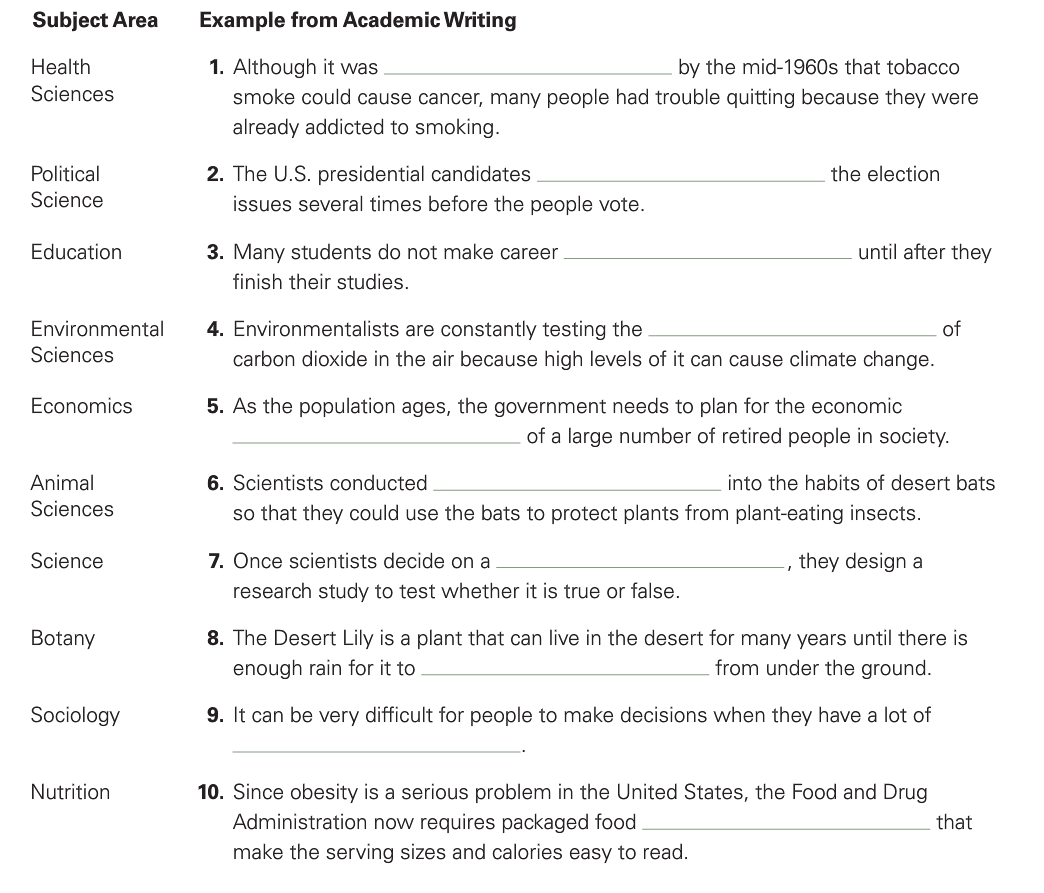 Subject Area Example from Academic Writing
Health Sciences
1. Although it was ______ by the mid-1960s that tobacco
smoke could cause cancer, many people had trouble quitting because they were
already addicted to smoking.
Political Science
2. The U.S. presidential candidates ______ the election
issues several times before the people vote.
Education
3. Many students do not make career ______ until after they
finish their studies.
Environmental Sciences
4. Environmentalists are constantly testing the ______ of
carbon dioxide in the air because high levels of it can cause climate change.
Economics
5. As the population ages, the government needs to plan for the economic
______ of a large number of retired people in society.
Animal Sciences
6. Scientists conducted ______ into the habits of desert bats
so that they could use the bats to protect plants from plant-eating insects.
Science
7. Once scientists decide on a ______, they design a
research study to test whether it is true or false.
Botany
8. The Desert Lily is a plant that can live in the desert for many years until there is
enough rain for it to ______ from under the ground.
Sociology
9. It can be very difficult for people to make decisions when they have a lot of
______.
Nutrition
10. Since obesity is a serious problem in the United States, the Food and Drug
Administration now requires packaged food ______ that
make the serving sizes and calories easy to read.